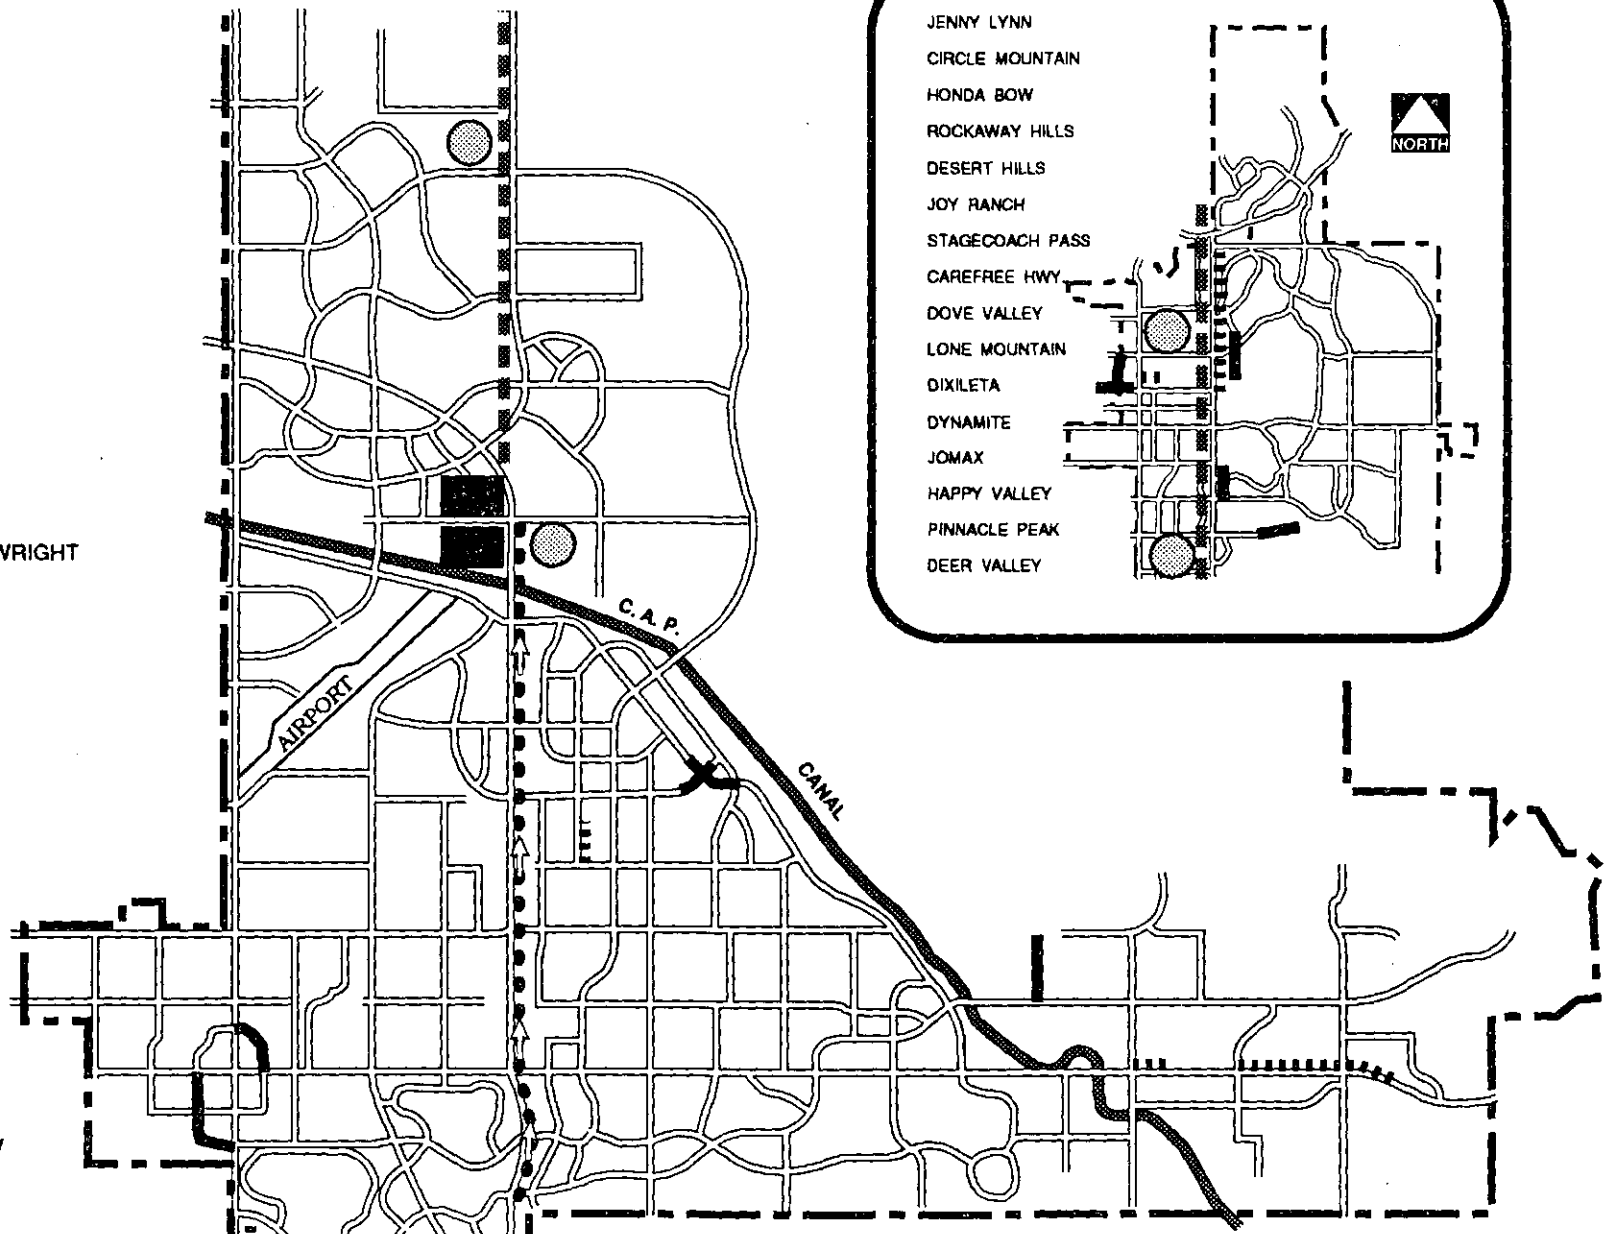 JENNY LYNN
CIRCLE MOUNTAIN
HONDA BOW
ROCKAWAY HILLS
DESERT HILLS
JOY RANCH
STAGECOACH PASS
CAREFREE HWY
DOVE VALLEY
LONE MOUNTAIN
DIXILETA
DYNAMITE
JOMAX
HAPPY VALLEY
PINNACLE PEAK
DEER VALLEY
NORTH
WRIGHT
C. A. P.
CANAL
AIRPORT